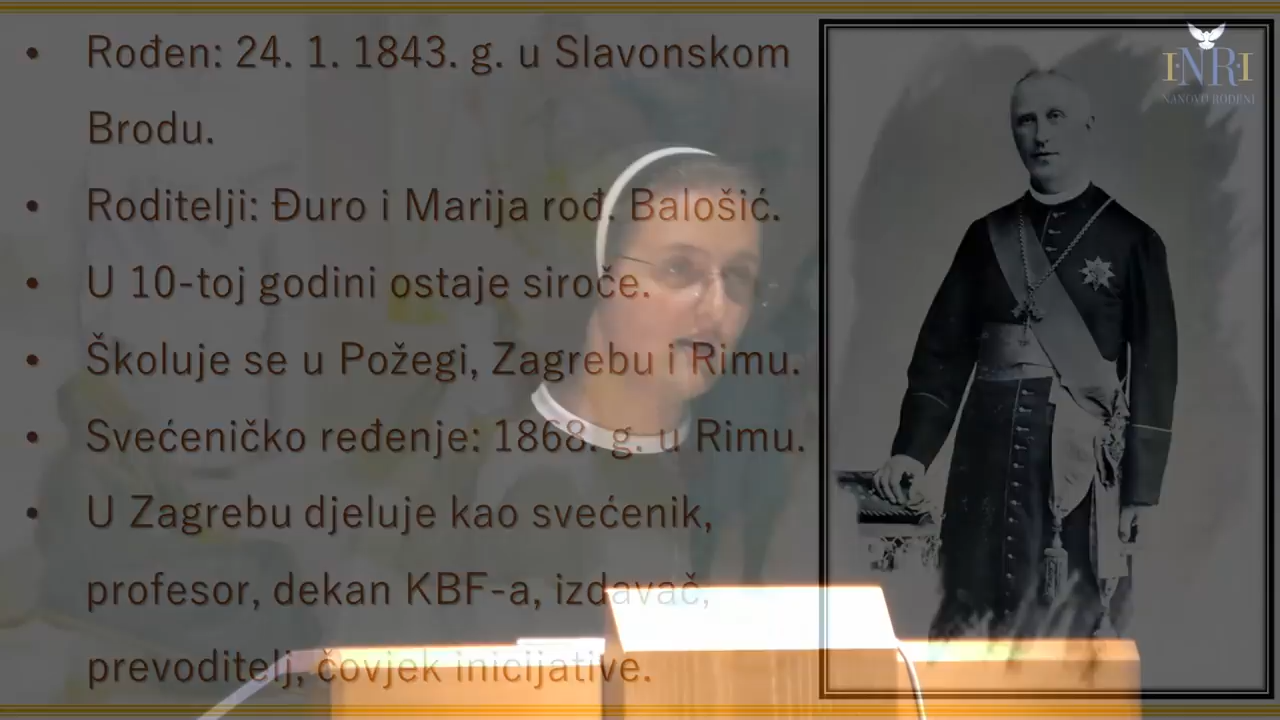 • Rođen: 24. 1. 1843. g. u Slavonskom
Brodu.
• Roditelji: Đuro i Marija rođ. Balošić.
• U 10-toj godini ostaje siroče.
• Školuje se u Požegi, Zagrebu i Rimu.
• Svećeničko ređenje: 1868. g. u Rimu.
• U Zagrebu djeluje kao svećenik,
profesor, dekan KBF-a, izdavač,
prevoditelj, čovjek inicijative.
I·NR·I
NANOVO ROĐENI